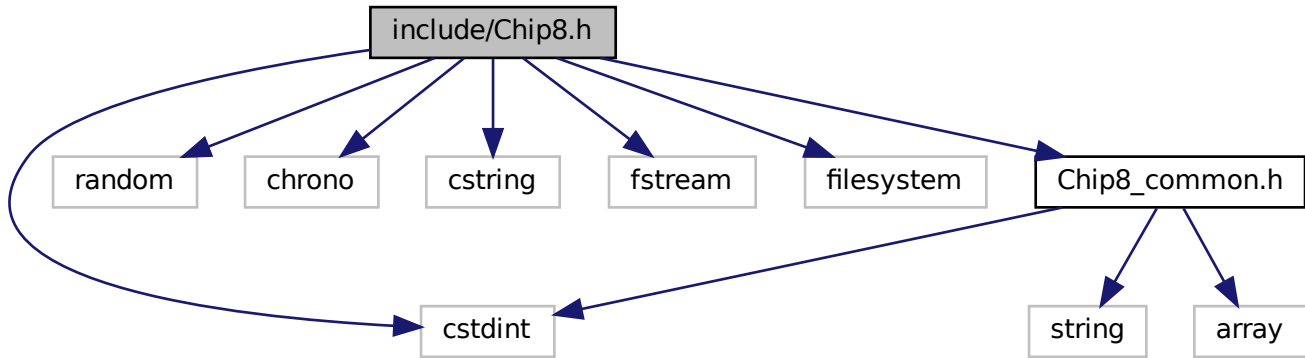 include/Chip8.h
random
chrono
cstring
fstream
filesystem
Chip8_common.h
cstdint
string
array